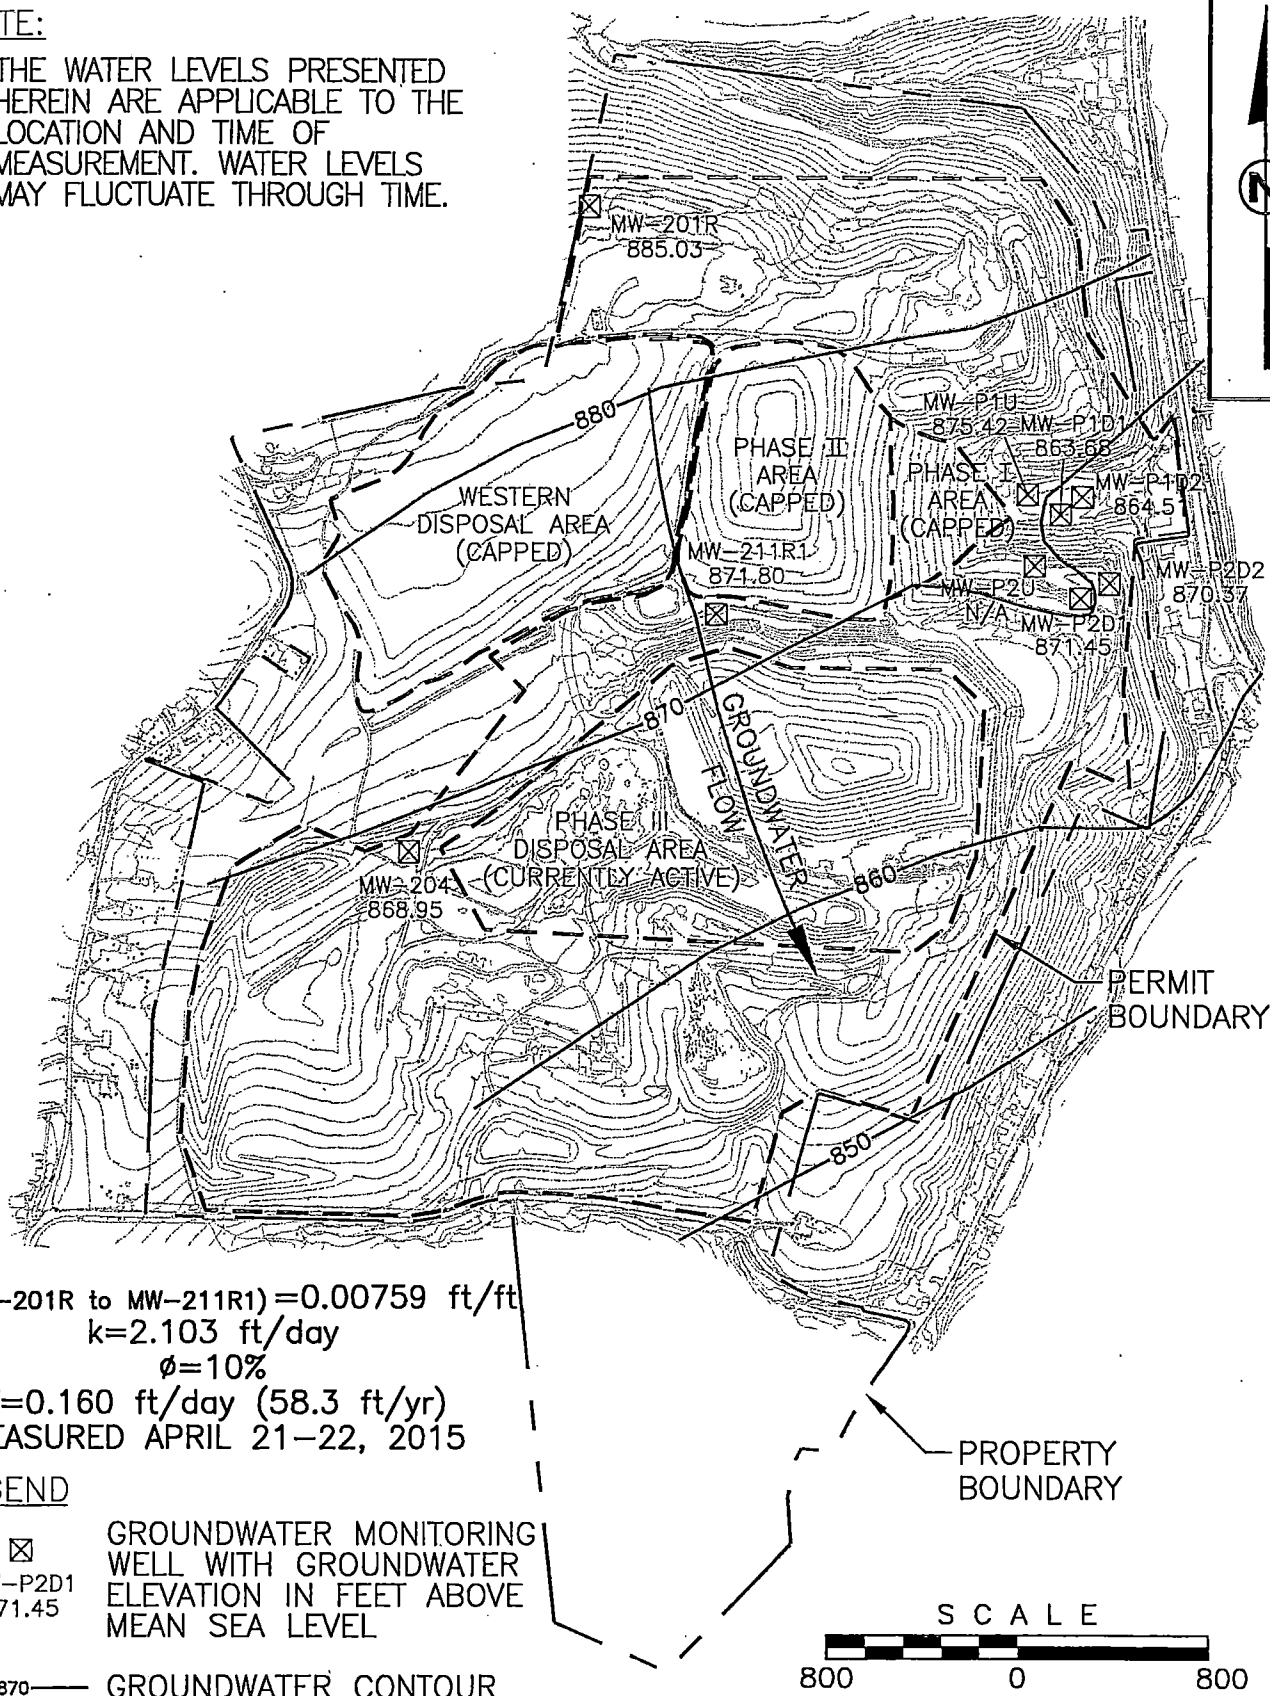 TE:
THE WATER LEVELS PRESENTED
HEREIN ARE APPLICABLE TO THE
LOCATION AND TIME OF
MEASUREMENT. WATER LEVELS
MAY FLUCTUATE THROUGH TIME.
N
MW-201R
885.03
880
MW-P1U
875.42
MW-P1D1
863.68
MW-P1D2
864.51
PHASE II
AREA
(CAPPED)
PHASE I
AREA
(CAPPED)
WESTERN
DISPOSAL AREA
(CAPPED)
MW-211R1
871.80
MW-P2U
N/A
MW-P2D2
870.37
MW-P2D1
871.45
870
GROUNDWATER
FLOW
PHASE III
DISPOSAL AREA
(CURRENTLY ACTIVE)
MW-204
868.95
860
PERMIT
BOUNDARY
850
-201R to MW-211R1)=0.00759 ft/ft
k=2.103 ft/day
ø=10%
=0.160 ft/day (58.3 ft/yr)
EASURED APRIL 21-22, 2015
PROPERTY
BOUNDARY
GEND
-P2D1
71.45
GROUNDWATER MONITORING
WELL WITH GROUNDWATER
ELEVATION IN FEET ABOVE
MEAN SEA LEVEL
870
GROUNDWATER CONTOUR
SCALE
800 0 800